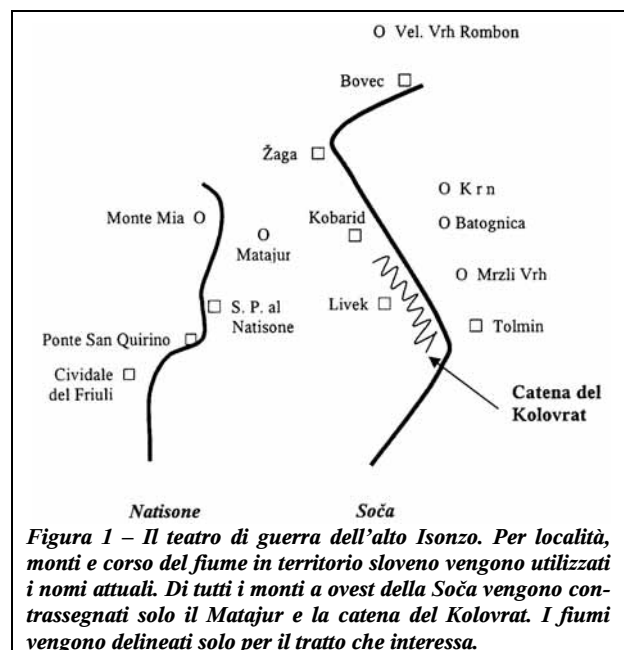 Vel. Vrh Rombon
Bovec
Žaga
Krn
Monte Mia
Kobarid
Batognica
Matajur
Mrzli Vrh
S. P. al
Natisone
Livek
Ponte San Quirino
Tolmin
Cividale
del Friuli
Catena del
Kolovrat
Natisone
Soča
Figura 1 – Il teatro di guerra dell’alto Isonzo. Per località,
monti e corso del fiume in territorio sloveno vengono utilizzati
i nomi attuali. Di tutti i monti a ovest della Soča vengono con-
trassegnati solo il Matajur e la catena del Kolovrat. I fiumi
vengono delineati solo per il tratto che interessa.